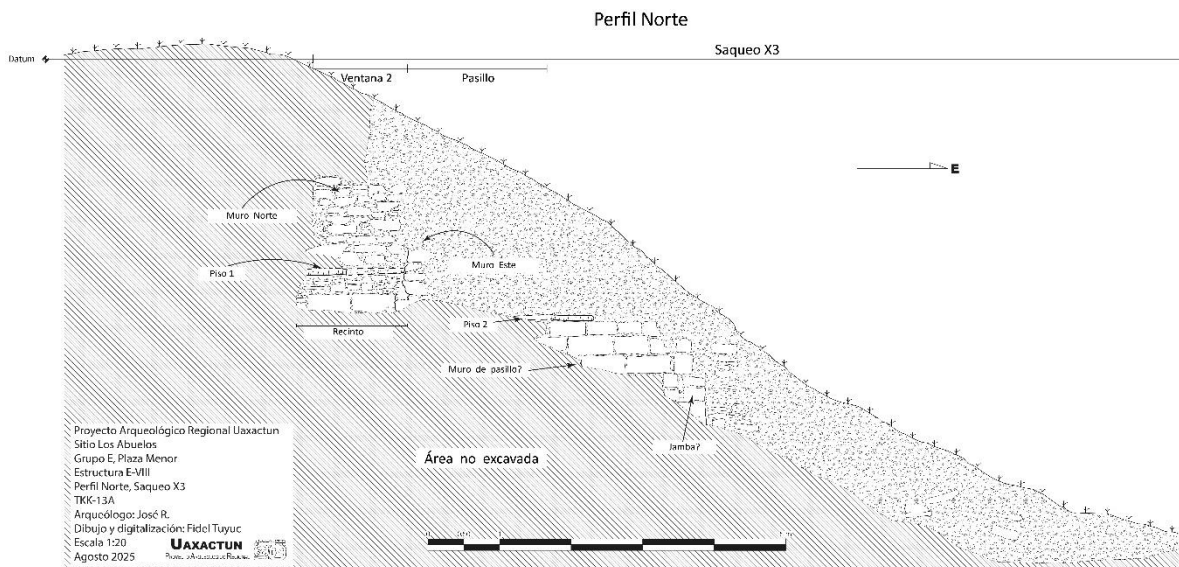 Perfil Norte
Saqueo X3
Datum
Ventana 2
Pasillo
E
Muro Norte
Muro Este
Piso 1
Recinto
Piso 2
Muro de pasillo?
Jamba?
Área no excavada
Proyecto Arqueológico Regional Uaxactun
Sitio Los Abuelos
Grupo E, Plaza Menor
Estructura E-VIII
Perfil Norte, Saqueo X3
TKK-13A
Arqueólogo: José R.
Dibujo y digitalización: Fidel Tuyuc
Escala 1:20
Agosto 2025
UAXACTUN
0